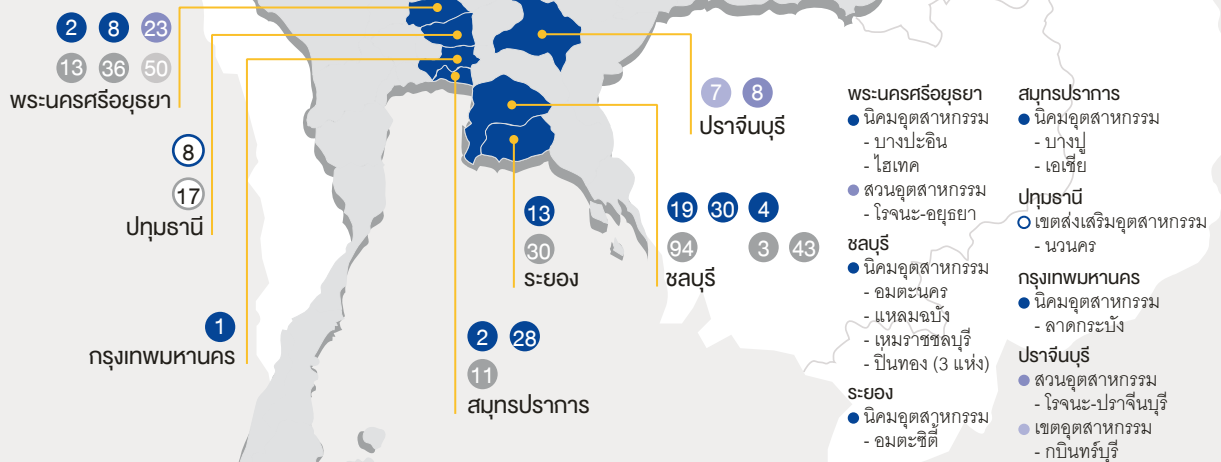 2 8 23
13 36 50
พระนครศรีอยุธยา
8
17
ปทุมธานี
1
กรุงเทพมหานคร
2 28
11
สมุทรปราการ
13
30
ระยอง
19 30 4
94 3 43
ชลบุรี
7 8
ปราจีนบุรี
พระนครศรีอยุธยา
นิคมอุตสาหกรรม
- บางปะอิน
- ไฮเทค
สวนอุตสาหกรรม
- โรจนะ-อยุธยา
ชลบุรี
นิคมอุตสาหกรรม
- อมตะนคร
- แหลมฉบัง
- เหมราชชลบุรี
- ปิ่นทอง (3 แห่ง)
ระยอง
นิคมอุตสาหกรรม
- อมตะซิตี้
สมุทรปราการ
นิคมอุตสาหกรรม
- บางปู
- เอเชีย
ปทุมธานี
เขตส่งเสริมอุตสาหกรรม
- นวนคร
กรุงเทพมหานคร
นิคมอุตสาหกรรม
- ลาดกระบัง
ปราจีนบุรี
สวนอุตสาหกรรม
- โรจนะ-ปราจีนบุรี
เขตอุตสาหกรรม
- กบินทร์บุรี